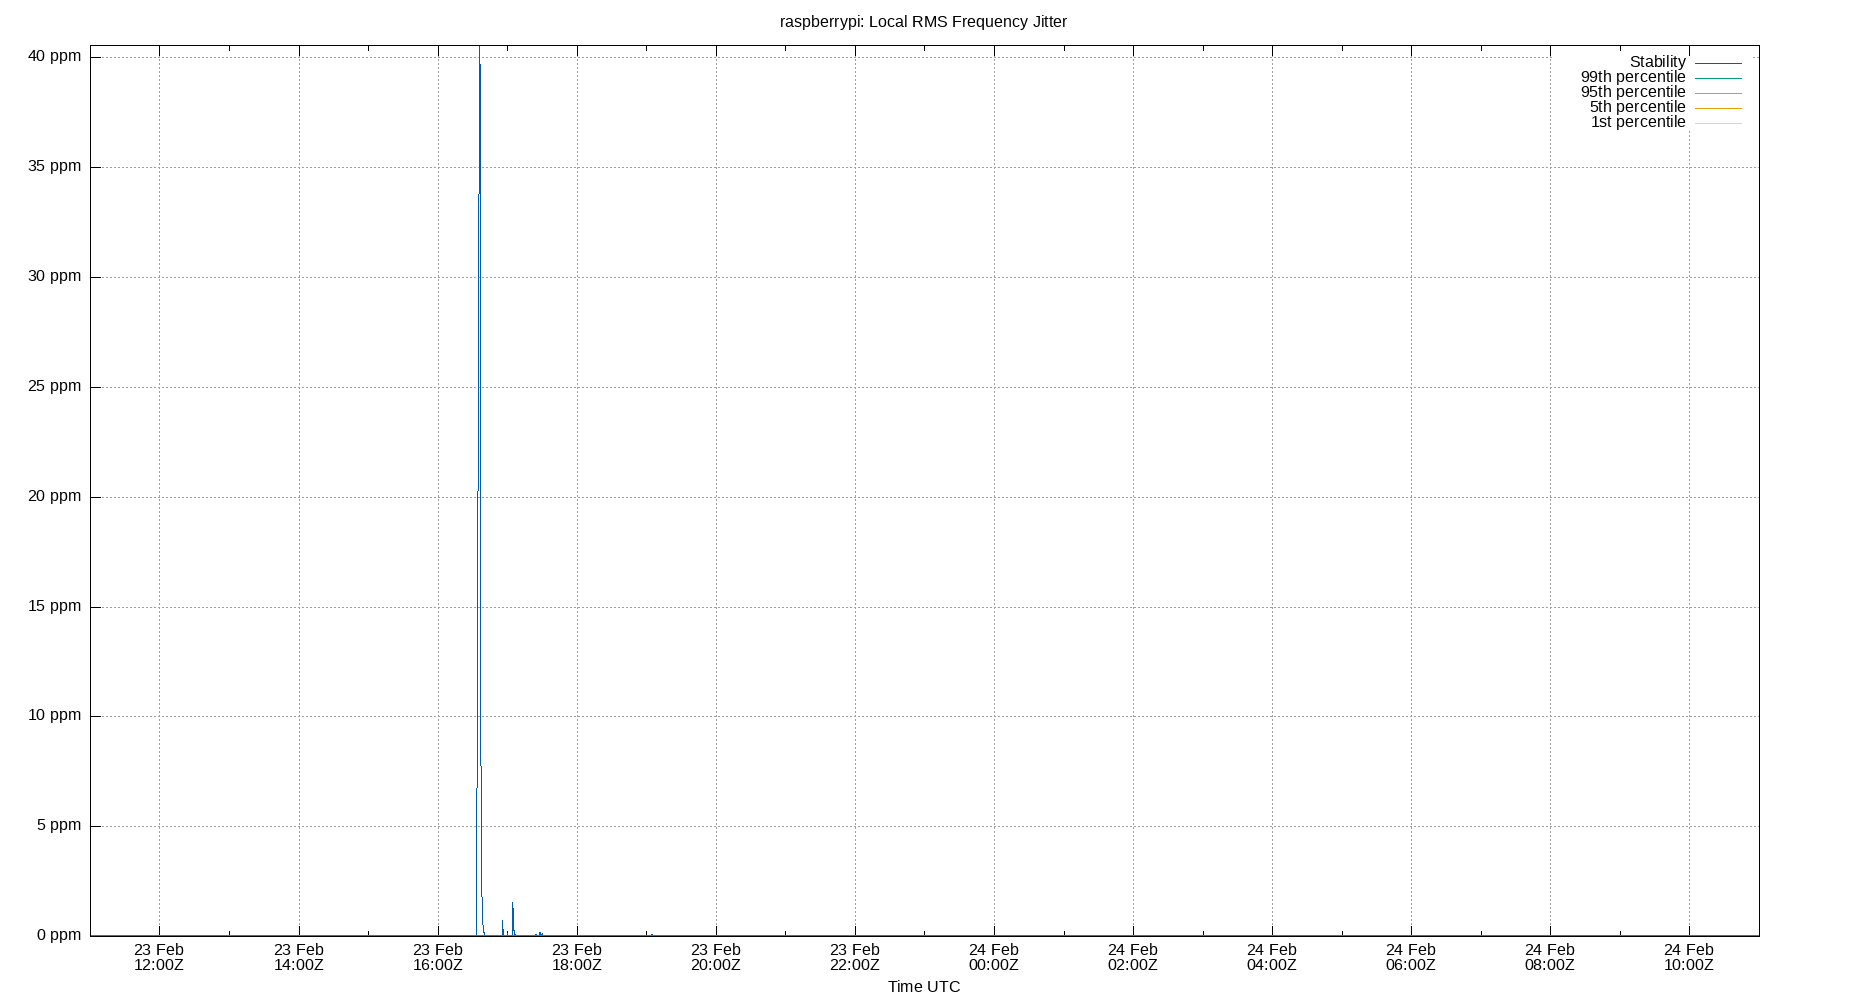 raspberrypi: Local RMS Frequency Jitter
40 ppm
35 ppm
30 ppm
25 ppm
20 ppm
15 ppm
10 ppm
5 ppm
0 ppm
Stability
99th percentile
95th percentile
5th percentile
1st percentile
23 Feb 23 Feb 23 Feb 23 Feb 23 Feb 23 Feb 24 Feb 24 Feb 24 Feb 24 Feb 24 Feb 24 Feb
12:00Z 14:00Z 16:00Z 18:00Z 20:00Z 22:00Z 00:00Z 02:00Z 04:00Z 06:00Z 08:00Z 10:00Z
Time UTC